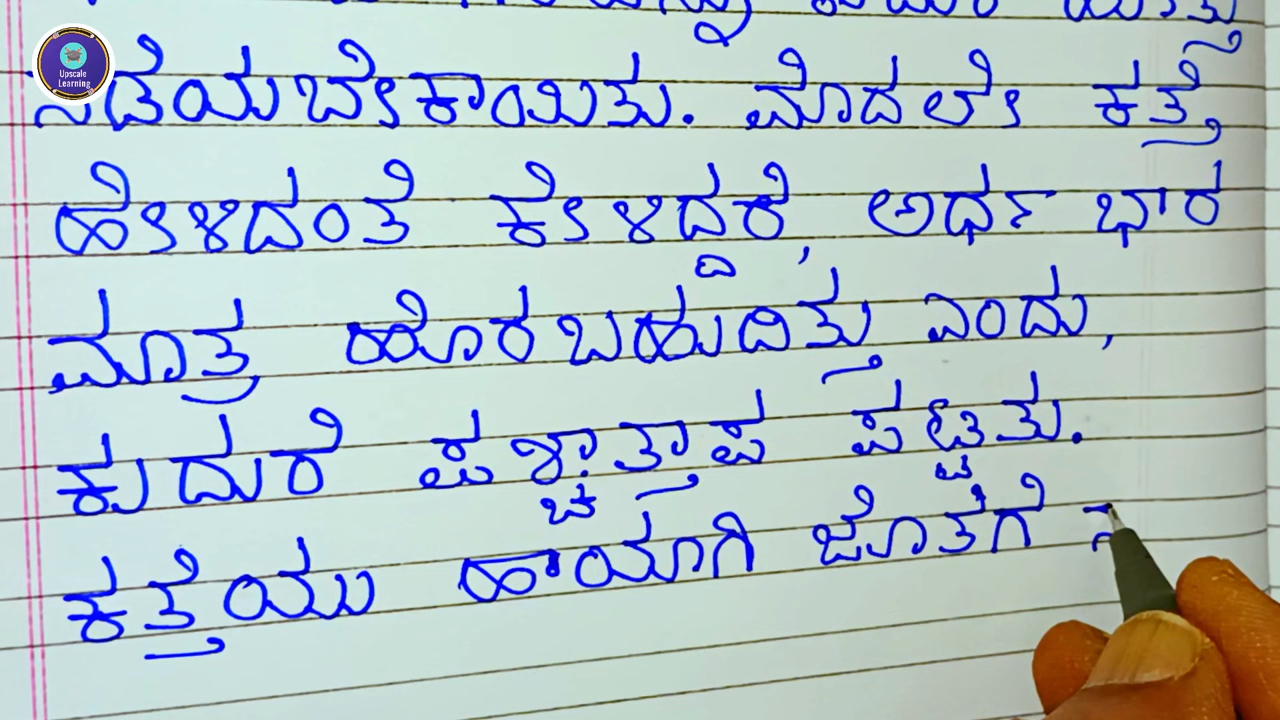 Upscale
Learning
ನಡೆಯಬೇಕಾಯಿತು. ಮೊದಲೇ ಕತ್ತೆ
ಹೇಳಿದಂತೆ ಕೇಳಿದ್ದರೆ, ಅರ್ಧ ಭಾರ
ಮಾತ್ರ ಹೊರಬಹುದಿತ್ತು ಎಂದು,
ಕುದುರೆ ಪಶ್ಚಾತ್ತಾಪ ಪಟ್ಟಿತು.
ಕತ್ತೆಯು ಹಾಯಾಗಿ ಜೊತೆಗೆ